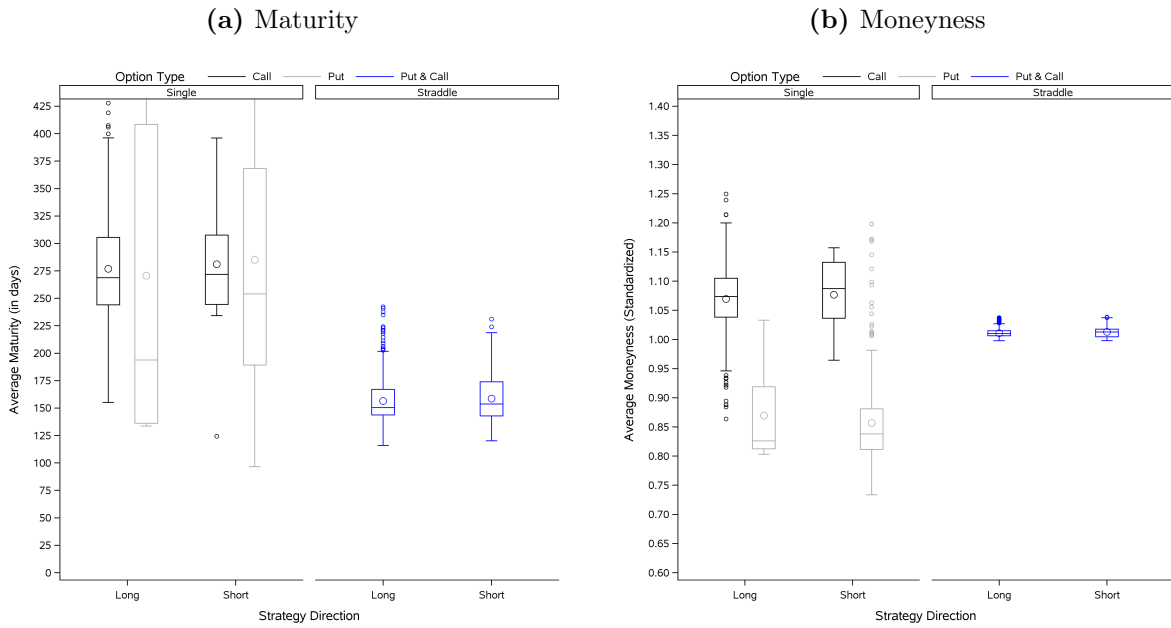 (a) Maturity
Option Type Call Put Put & Call
Single Straddle
425
400
375
350
325
300
275
250
225
200
175
150
125
100
75
50
25
0
Average Maturity (in days)
Long Short Long Short
Strategy Direction
(b) Moneyness
Option Type Call Put Put & Call
Single Straddle
1.40
1.35
1.30
1.25
1.20
1.15
1.10
1.05
1.00
0.95
0.90
0.85
0.80
0.75
0.70
0.65
0.60
Average Moneyness (Standardized)
Long Short Long Short
Strategy Direction